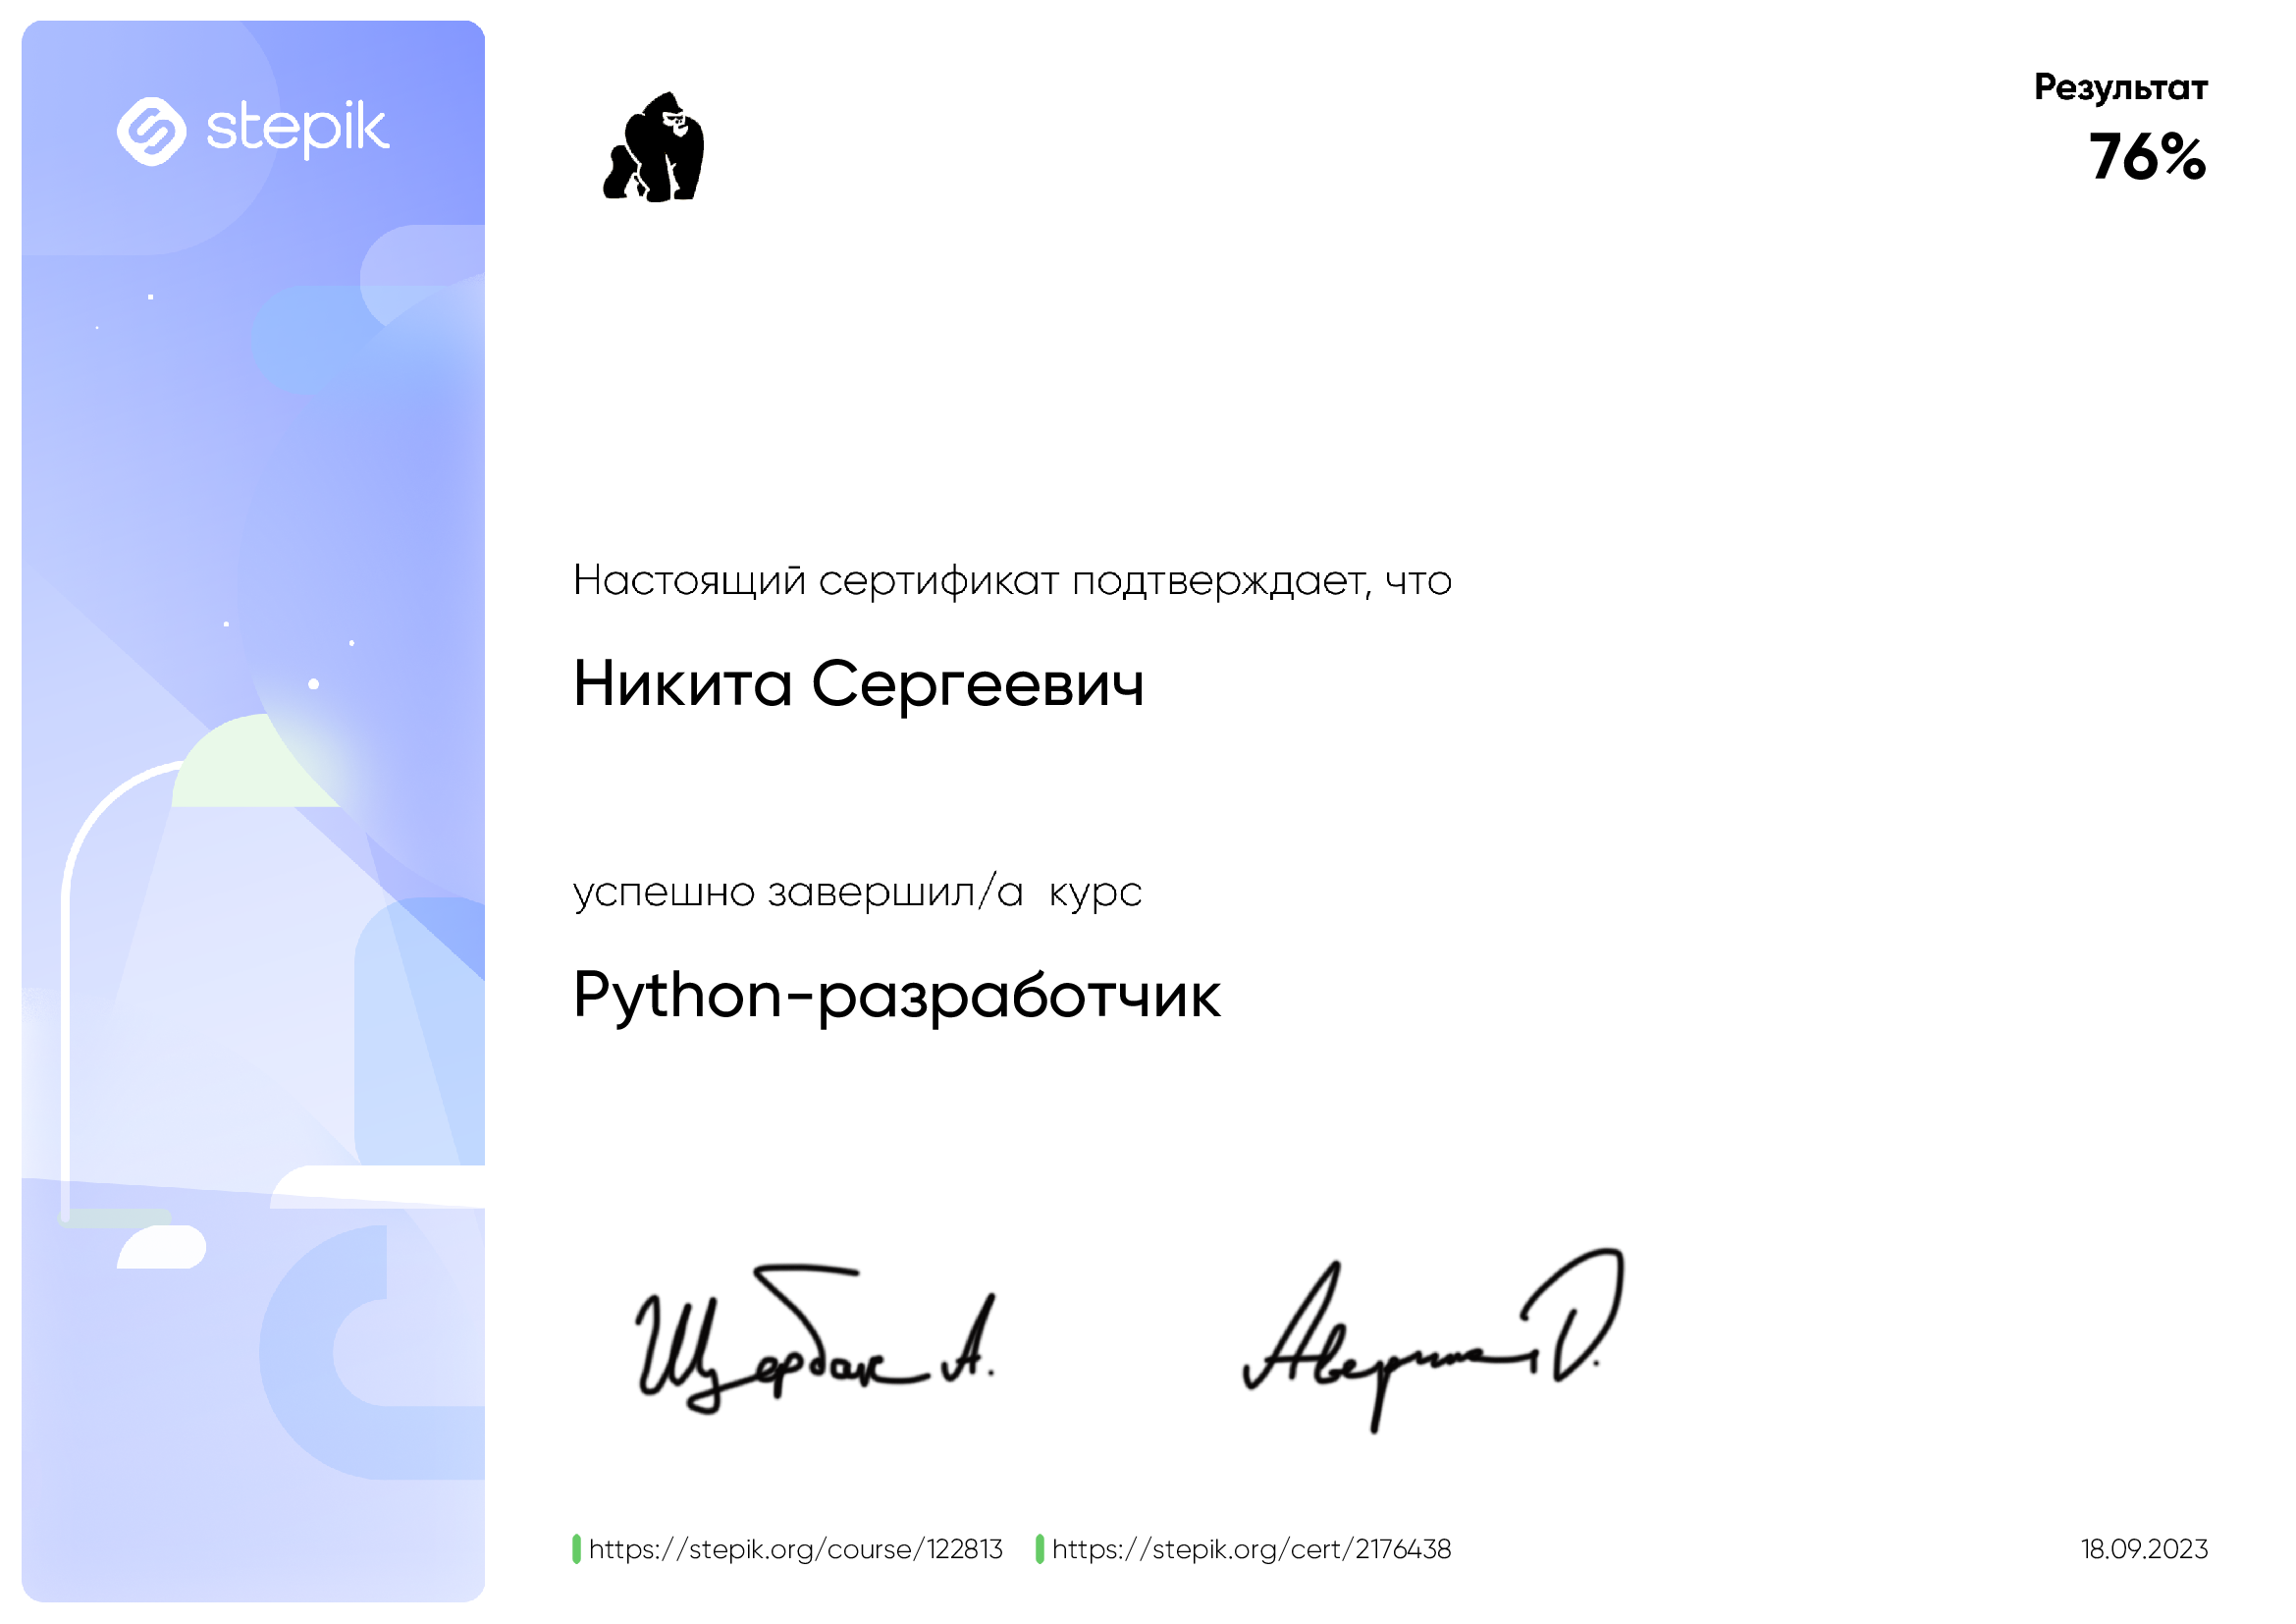 stepik
Результат
76%
Настоящий сертификат подтверждает, что
Никита Сергеевич
успешно завершил/а курс
Python-разработчик
Щербак А.
https://stepik.org/course/122813
https://stepik.org/cert/2176438
18.09.2023